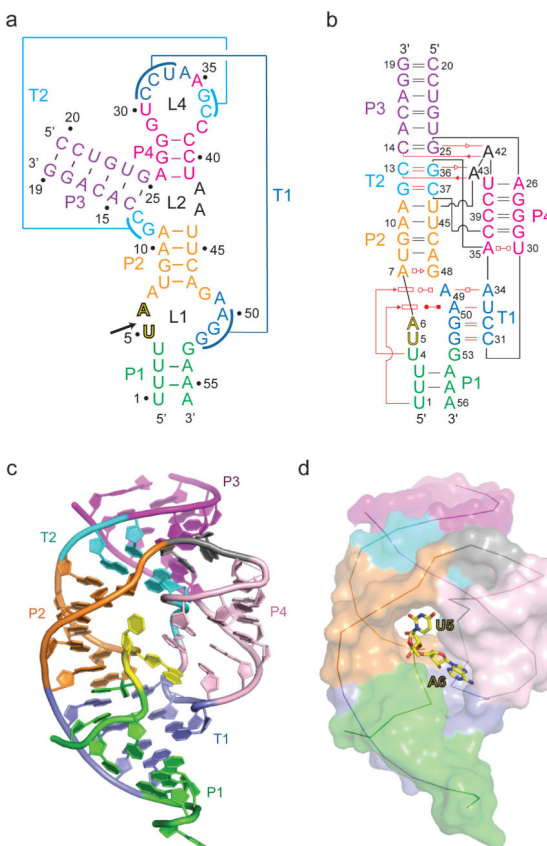 a
35
U A A
C G
C T2
L4 C
30 U C
20 G C
5' G C 40
C C U G U G P4 G A
3' G G A C A C A 25 L2 A
19 P3 15 C C G U T1
10 A U 45
P2 G C
U A
A G
A A 50
A L1 A
5 U G G G
U G
P1 U A
U A 55
1 U A
5' 3'
b
3' 5'
19 G C 20
G C
P3 A U
C G
A U
14 C G 25 A 42
13 C G 36 A 43 A 26
T2 G C 37 U G
A U C G P4
P2 A U 45 39 C G
G C C G
U A A U 30
7 A G 48 35
A A 34
49
A 6 A 50 U
U 5 G C T1
U 4 G C 31
U G 53
U A P1
U A
U 1 A 56
5' 3'
c
P3
T2
P2
P4
T1
P1
d
U5
A6